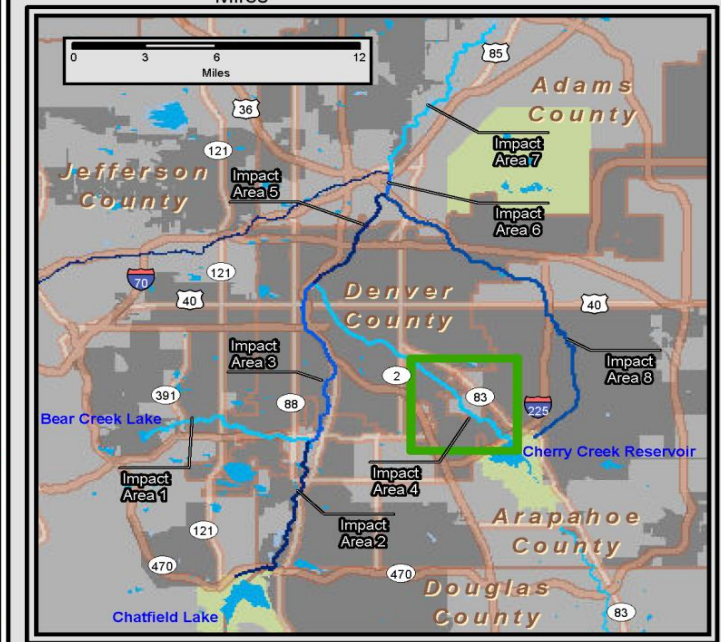 Miles
0 3 6 12
Miles
85
Adams
County
36
121
Impact
Area 7
Jefferson
County
Impact
Area 5
Impact
Area 6
121
70
40
Denver
County
40
Impact
Area 3
Impact
Area 8
2
391
88
83
225
Bear Creek Lake
Cherry Creek Reservoir
Impact
Area 1
Impact
Area 4
Impact
Area 2
Arapahoe
County
121
470
470
Douglas
County
Chatfield Lake
83